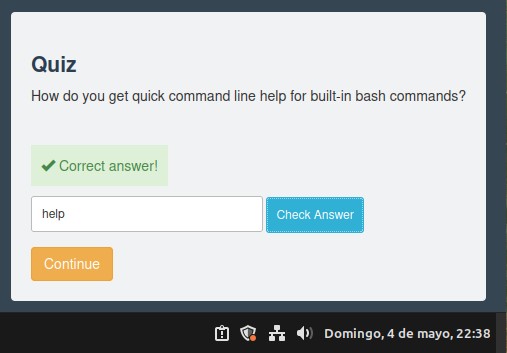 Quiz
How do you get quick command line help for built-in bash commands?
Correct answer!
help
Check Answer
Continue
Domingo, 4 de mayo, 22:38